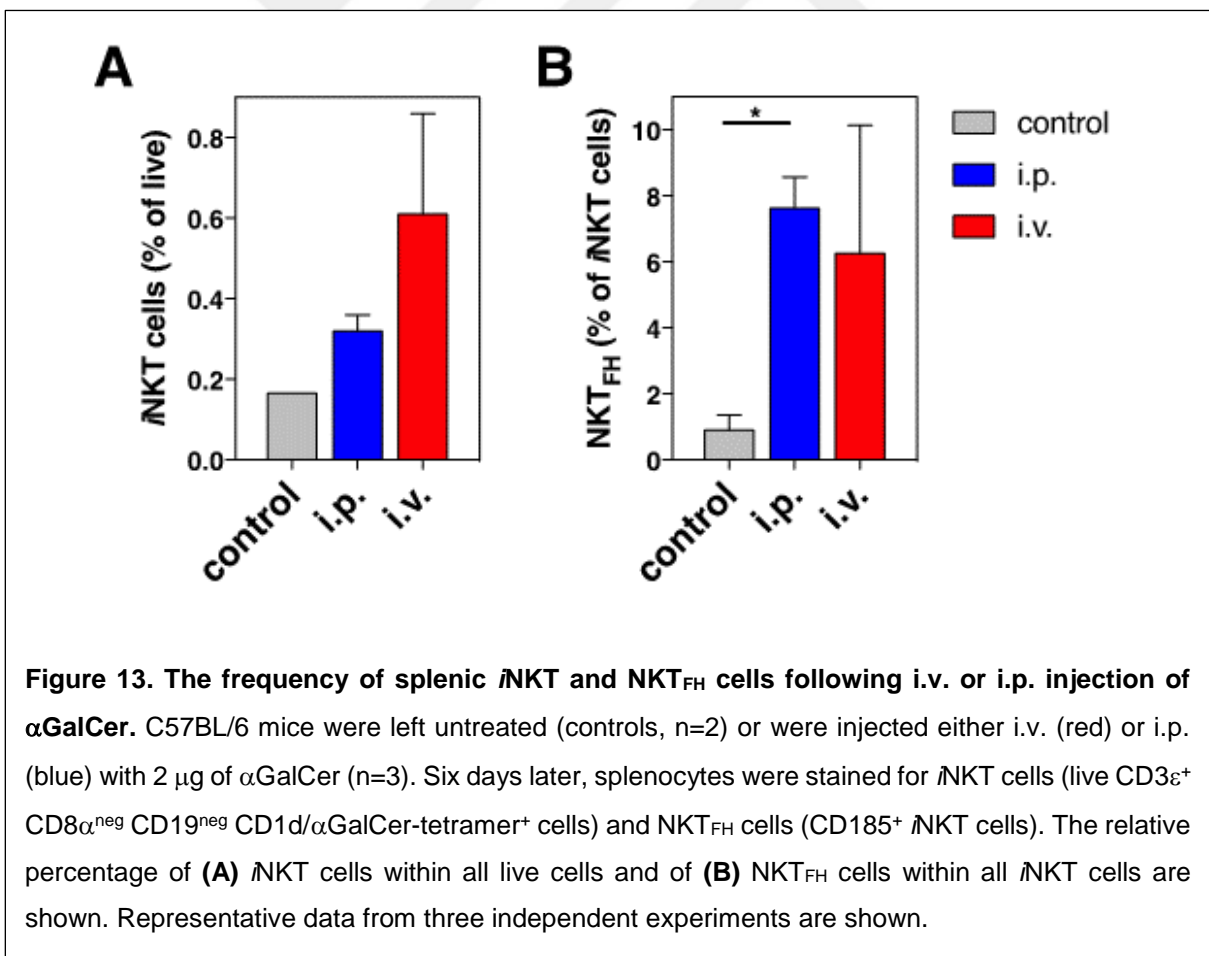 A
B
iNKT cells (% of live)
0.8
0.6
0.4
0.2
0.0
control
i.p.
i.v.
NKTFH (% of iNKT cells)
*
10
8
6
4
2
0
control
i.p.
i.v.
control
i.p.
i.v.
Figure 13. The frequency of splenic iNKT and NKTFH cells following i.v. or i.p. injection of
αGalCer. C57BL/6 mice were left untreated (controls, n=2) or were injected either i.v. (red) or i.p.
(blue) with 2 μg of αGalCer (n=3). Six days later, splenocytes were stained for iNKT cells (live CD3ε+
CD8αneg CD19neg CD1d/αGalCer-tetramer+ cells) and NKTFH cells (CD185+ iNKT cells). The relative
percentage of (A) iNKT cells within all live cells and of (B) NKTFH cells within all iNKT cells are
shown. Representative data from three independent experiments are shown.